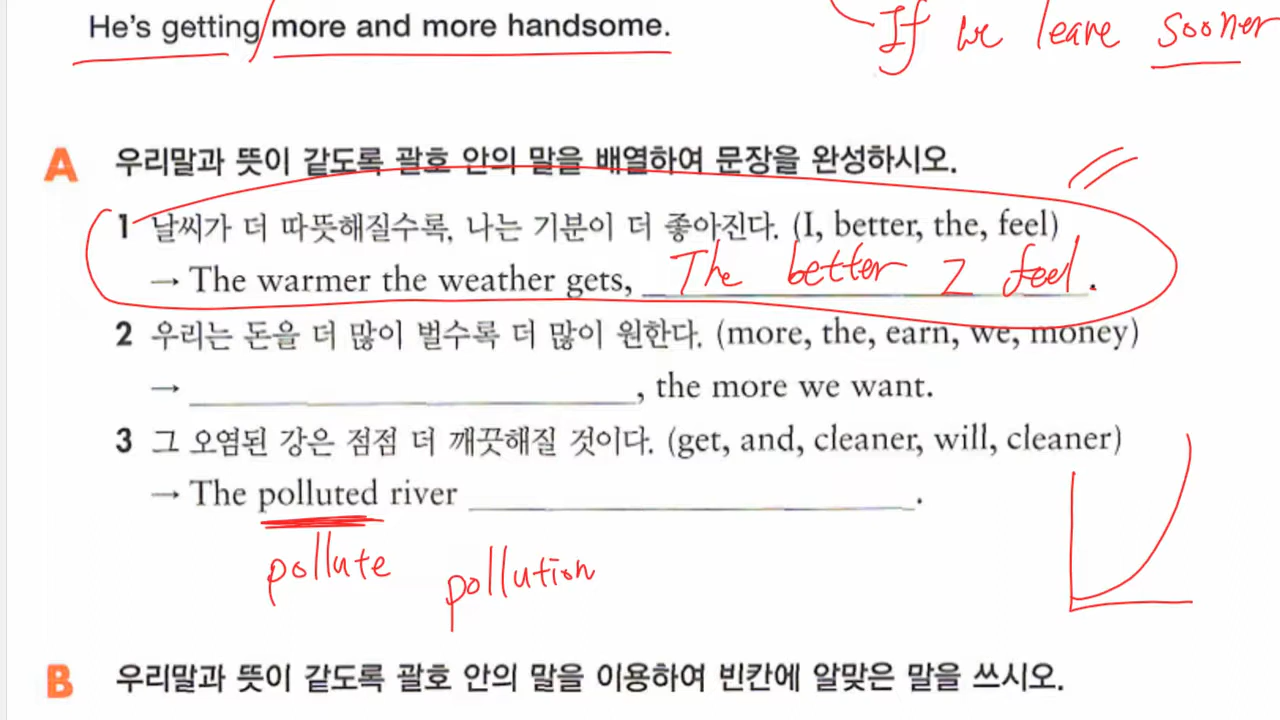 He's getting more and more handsome.
If we leave sooner
A 우리말과 뜻이 같도록 괄호 안의 말을 배열하여 문장을 완성하시오.
1 날씨가 더 따뜻해질수록, 나는 기분이 더 좋아진다. (I, better, the, feel)
→ The warmer the weather gets, The better I feel.
2 우리는 돈을 더 많이 벌수록 더 많이 원한다. (more, the, earn, we, money)
→ , the more we want.
3 그 오염된 강은 점점 더 깨끗해질 것이다. (get, and, cleaner, will, cleaner)
→ The polluted river .
pollute pollution
B 우리말과 뜻이 같도록 괄호 안의 말을 이용하여 빈칸에 알맞은 말을 쓰시오.